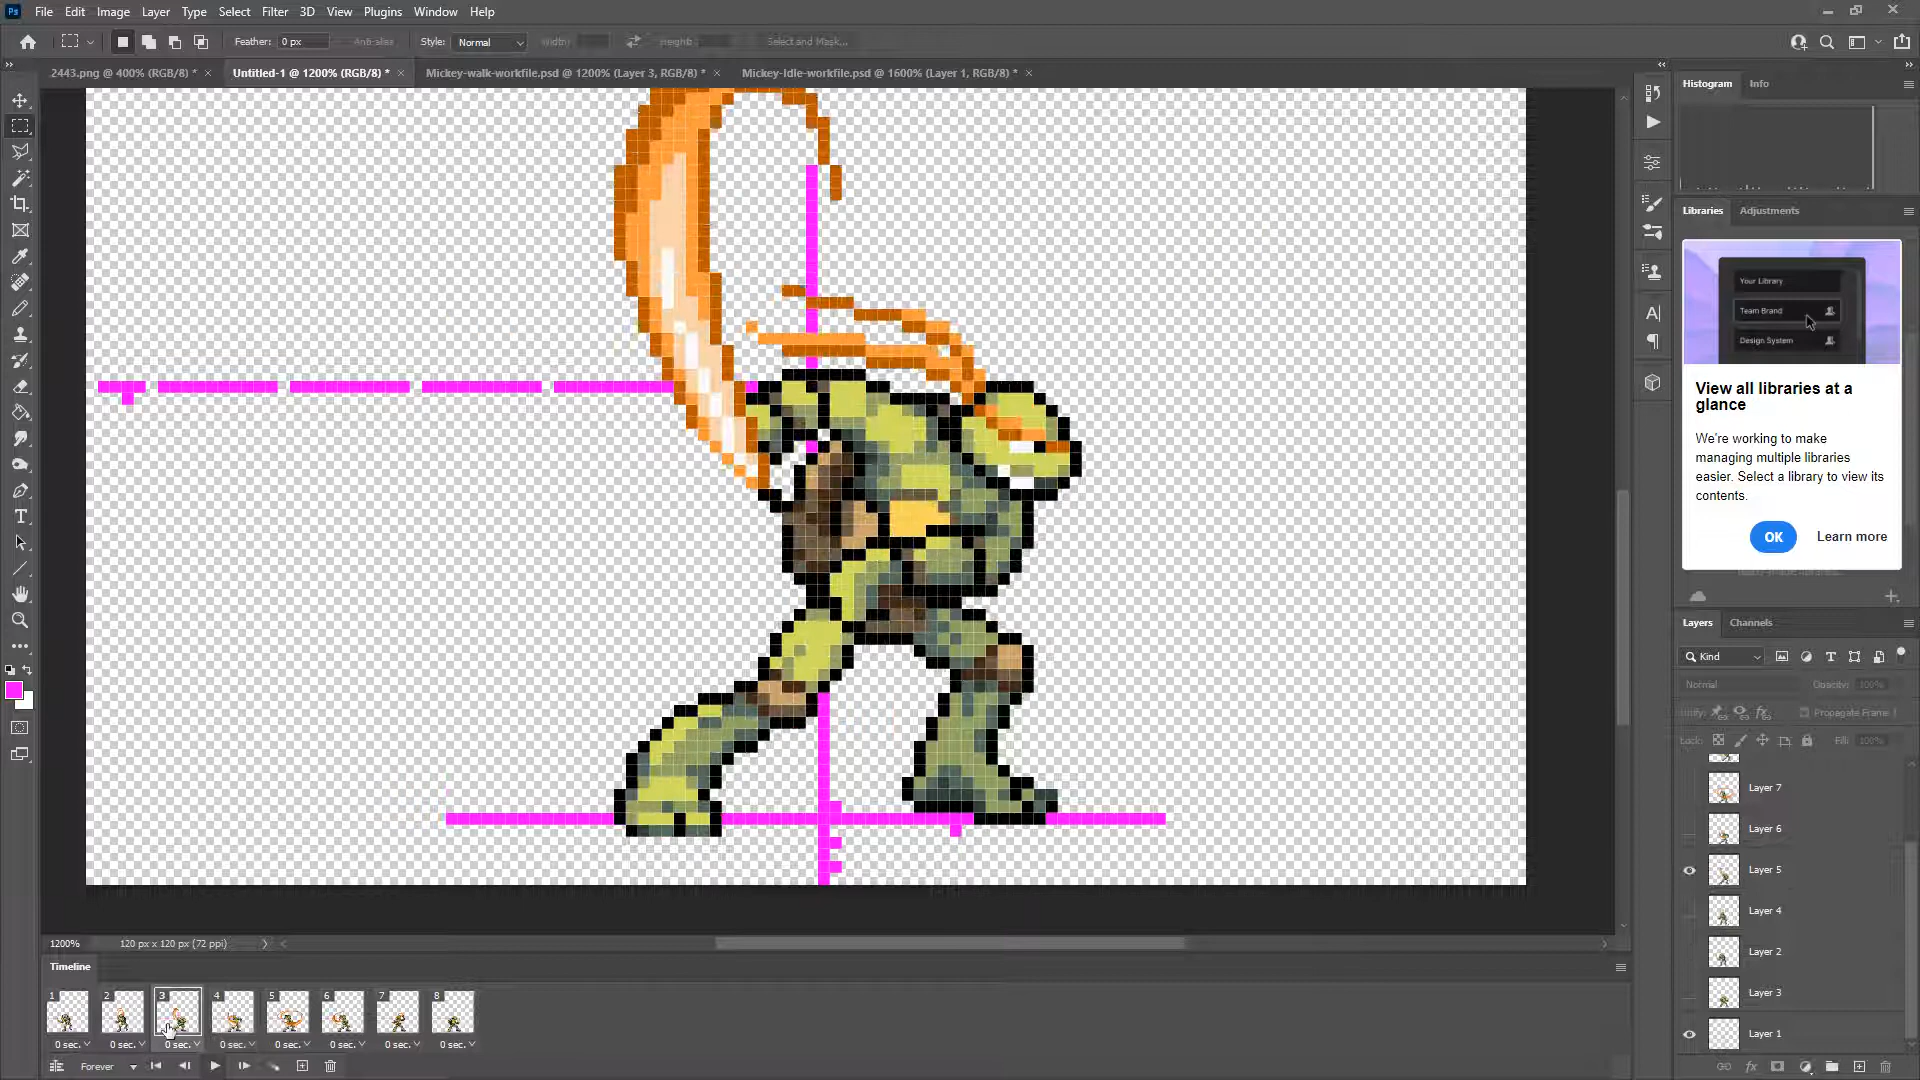 Ps File Edit Image Layer Type Select Filter 3D View Plugins Window Help
Feather: 0 px Anti-alias Style: Normal Width: Height: Select and Mask...
2443.png @ 400% (RGB/8) * × Untitled-1 @ 1200% (RGB/8) * × Mickey-walk-workfile.psd @ 1200% (Layer 3, RGB/8) * × Mickey-Idle-workfile.psd @ 1600% (Layer 1, RGB/8) * ×
Histogram Info
Libraries Adjustments
Your Library
Team Brand
Design System
View all libraries at a
glance
We're working to make
managing multiple libraries
easier. Select a library to view its
contents.
OK Learn more
Layers Channels
Kind
Normal Opacity: 100%
Unify: Propagate Frame 1
Lock: Fill: 100%
Layer 7
Layer 6
Layer 5
Layer 4
Layer 2
Layer 3
Layer 1
1200% 120 px x 120 px (72 ppi)
Timeline
1 2 3 4 5 6 7 8
0 sec. 0 sec. 0 sec. 0 sec. 0 sec. 0 sec. 0 sec. 0 sec.
Forever